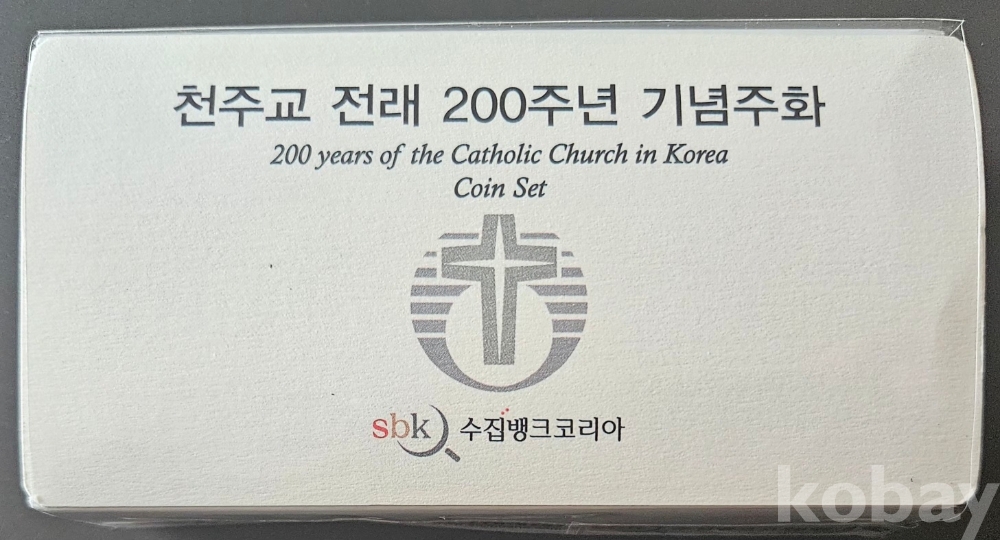 천주교 전래 200주년 기념주화
200 years of the Catholic Church in Korea
Coin Set
sbk 수집뱅크코리아
kobay